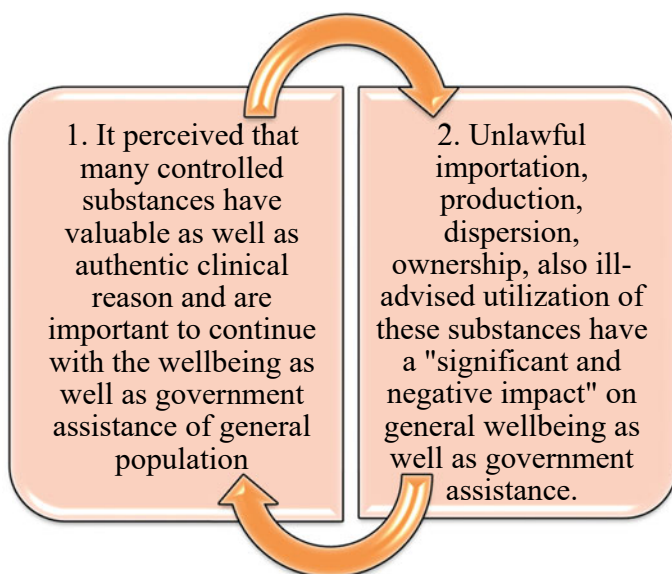 1. It perceived that
many controlled
substances have
valuable as well as
authentic clinical
reason and are
important to continue
with the wellbeing as
well as government
assistance of general
population
2. Unlawful
importation,
production,
dispersion,
ownership, also ill-
advised utilization of
these substances have
a "significant and
negative impact" on
general wellbeing as
well as government
assistance.